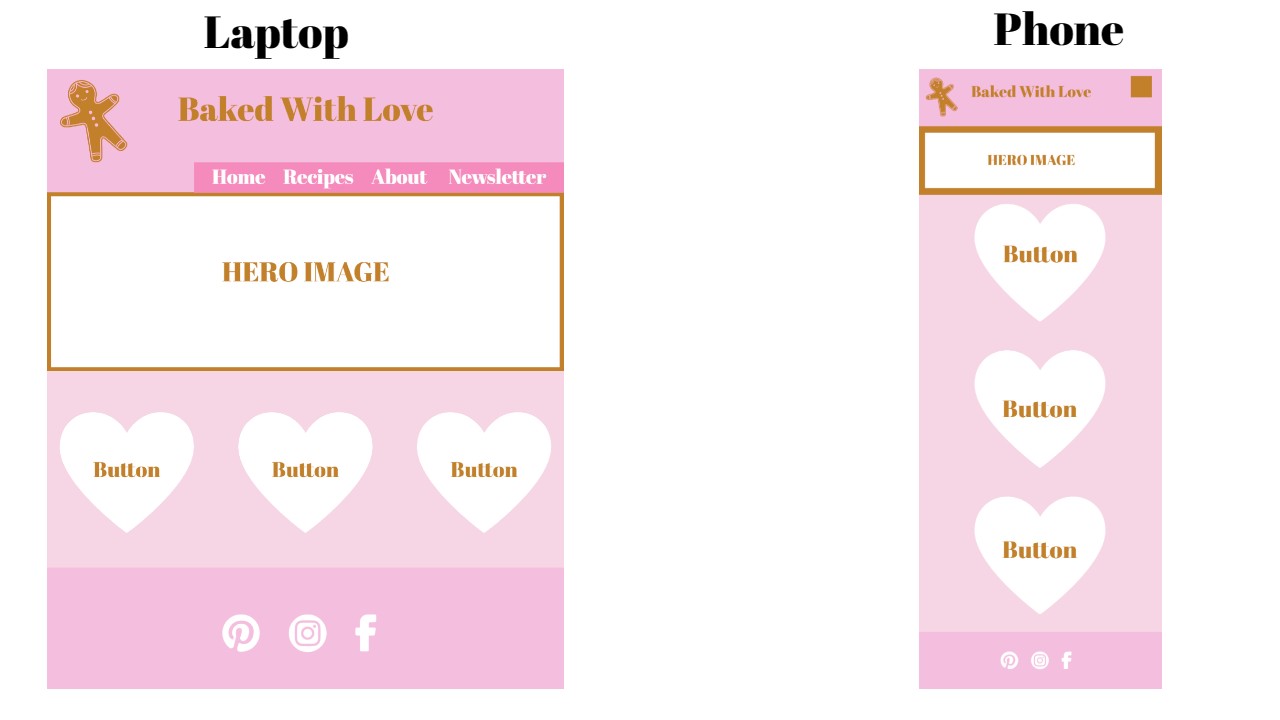 Laptop
Baked With Love
Home Recipes About Newsletter
HERO IMAGE
Button Button Button
Phone
Baked With Love
HERO IMAGE
Button
Button
Button